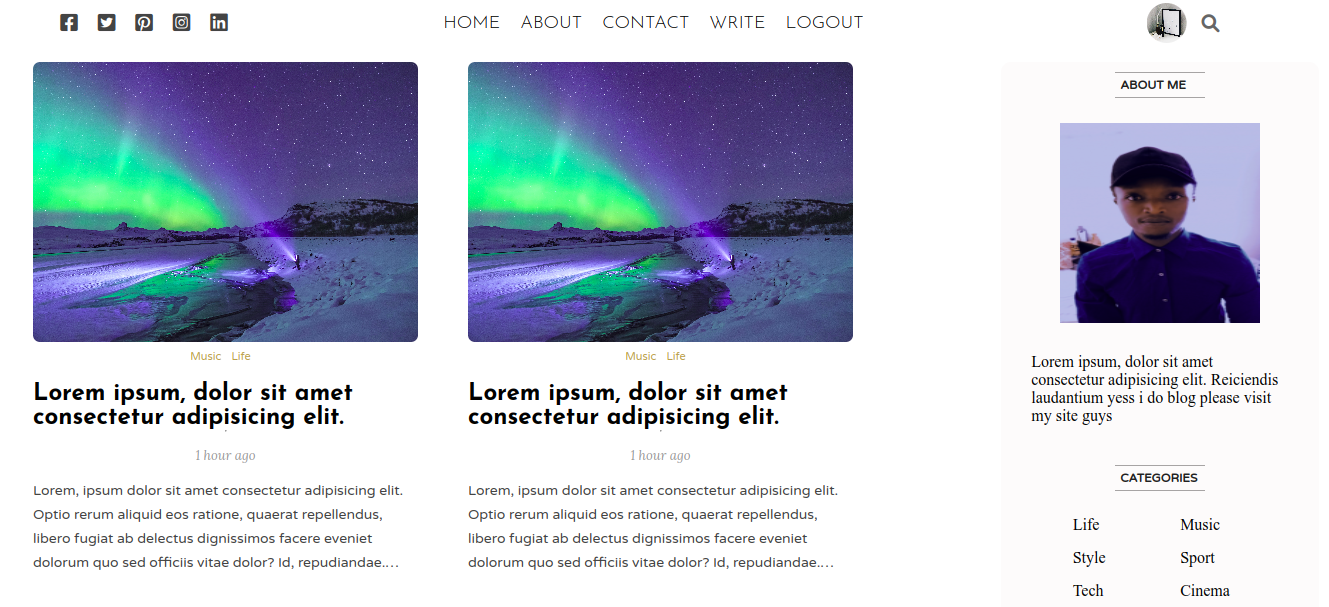 HOME ABOUT CONTACT WRITE LOGOUT
Music Life
Lorem ipsum, dolor sit amet
consectetur adipisicing elit.
1 hour ago
Lorem, ipsum dolor sit amet consectetur adipisicing elit.
Optio rerum aliquid eos ratione, quaerat repellendus,
libero fugiat ab delectus dignissimos facere eveniet
dolorum quo sed officiis vitae dolor? Id, repudiandae....
Music Life
Lorem ipsum, dolor sit amet
consectetur adipisicing elit.
1 hour ago
Lorem, ipsum dolor sit amet consectetur adipisicing elit.
Optio rerum aliquid eos ratione, quaerat repellendus,
libero fugiat ab delectus dignissimos facere eveniet
dolorum quo sed officiis vitae dolor? Id, repudiandae....
ABOUT ME
Lorem ipsum, dolor sit amet
consectetur adipisicing elit. Reiciendis
laudantium yess i do blog please visit
my site guys
CATEGORIES
Life Music
Style Sport
Tech Cinema